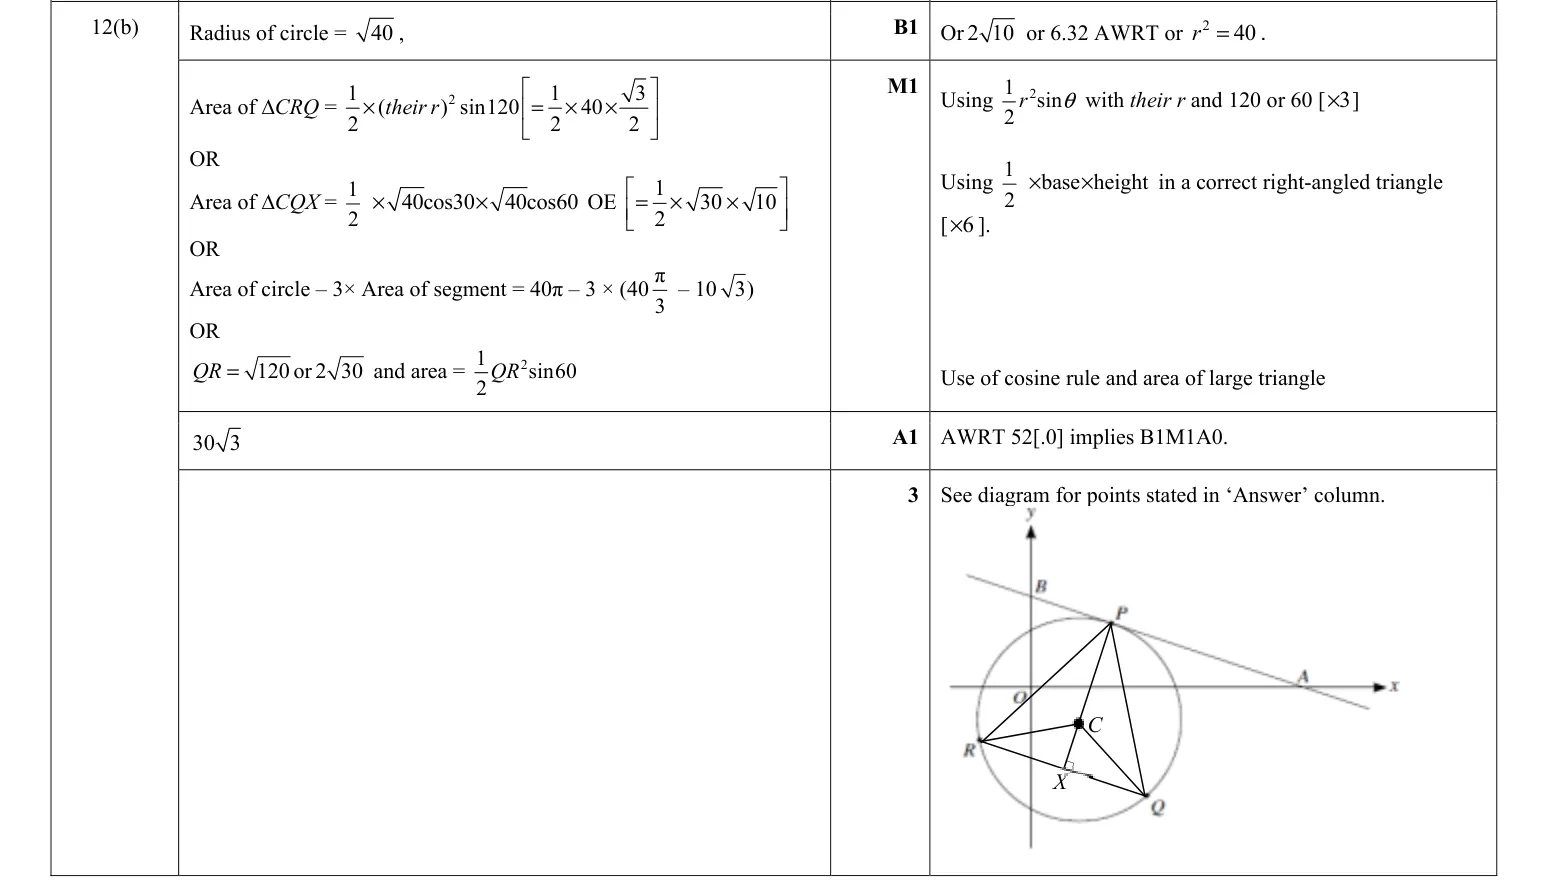 12(b)
Radius of circle = √40 ,
B1
Or 2√10 or 6.32 AWRT or r² = 40 .
Area of ΔCRQ = 1/2 × (their r)² sin120 [= 1/2 × 40 × √3/2]
OR
Area of ΔCQX = 1/2 × √40cos30 × √40cos60 OE [= 1/2 × √30 × √10]
OR
Area of circle – 3× Area of segment = 40π – 3 × (40 π/3 – 10 √3)
OR
QR = √120 or 2√30 and area = 1/2 QR² sin60
M1
Using 1/2 r² sinθ with their r and 120 or 60 [×3]
Using 1/2 ×base×height in a correct right-angled triangle
[×6 ].
Use of cosine rule and area of large triangle
30√3
A1
AWRT 52[.0] implies B1M1A0.
3
See diagram for points stated in ‘Answer’ column.
y
B
P
A
x
O
C
R
X
Q